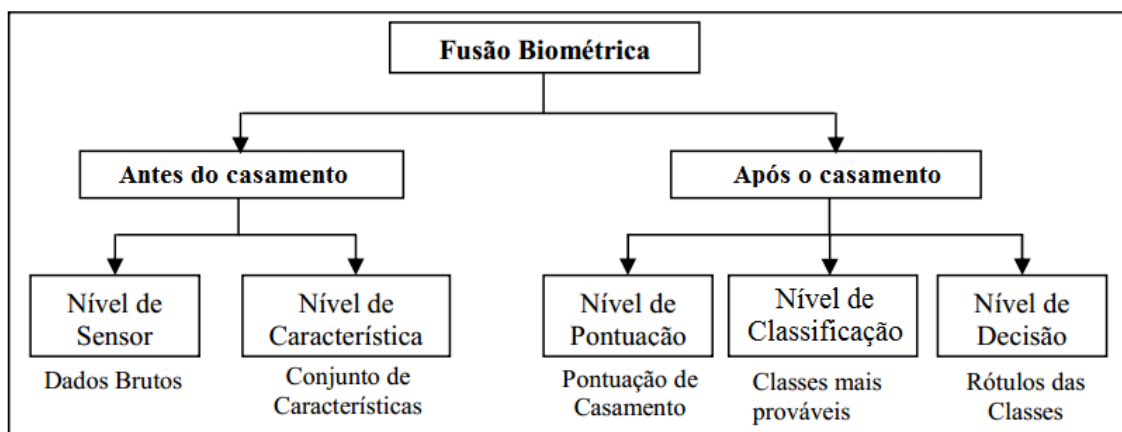 Fusão Biométrica
Antes do casamento
Após o casamento
Nível de
Sensor
Nível de
Característica
Nível de
Pontuação
Nível de
Classificação
Nível de
Decisão
Dados Brutos
Conjunto de
Características
Pontuação de
Casamento
Classes mais
prováveis
Rótulos das
Classes